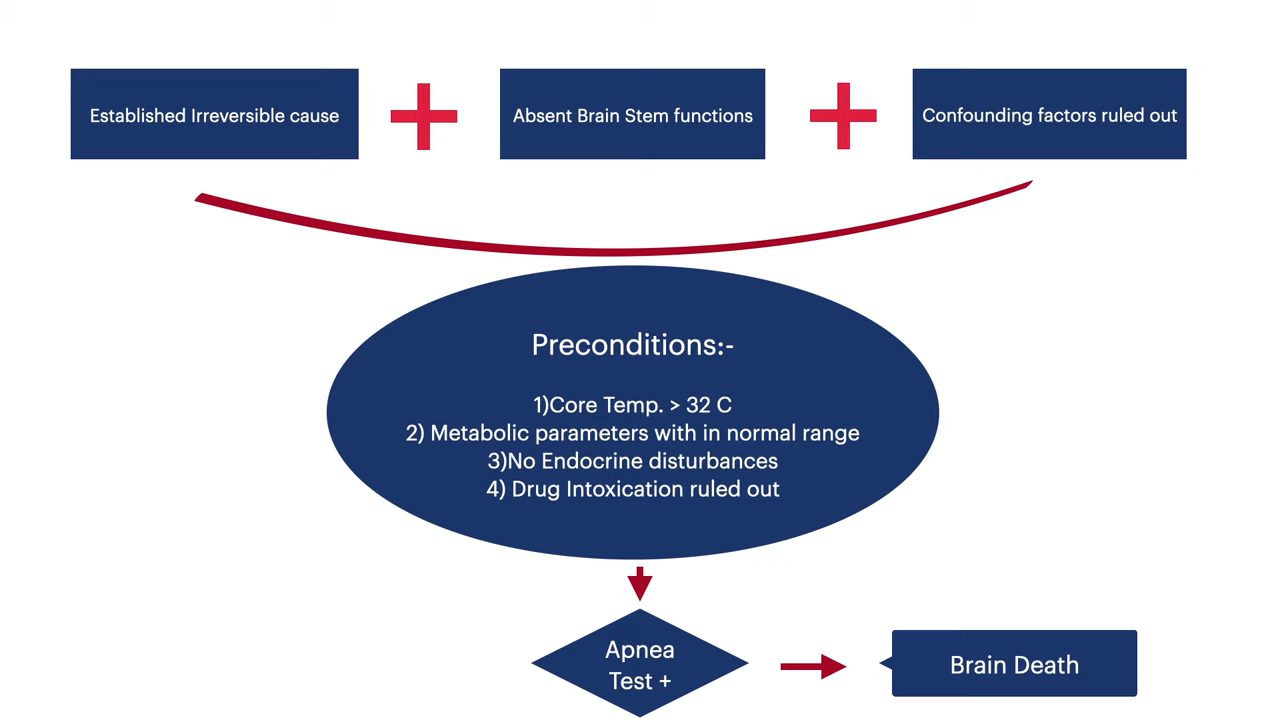 Established Irreversible cause
Absent Brain Stem functions
Confounding factors ruled out
Preconditions:-
1)Core Temp. > 32 C
2) Metabolic parameters with in normal range
3)No Endocrine disturbances
4) Drug Intoxication ruled out
Apnea
Test +
Brain Death